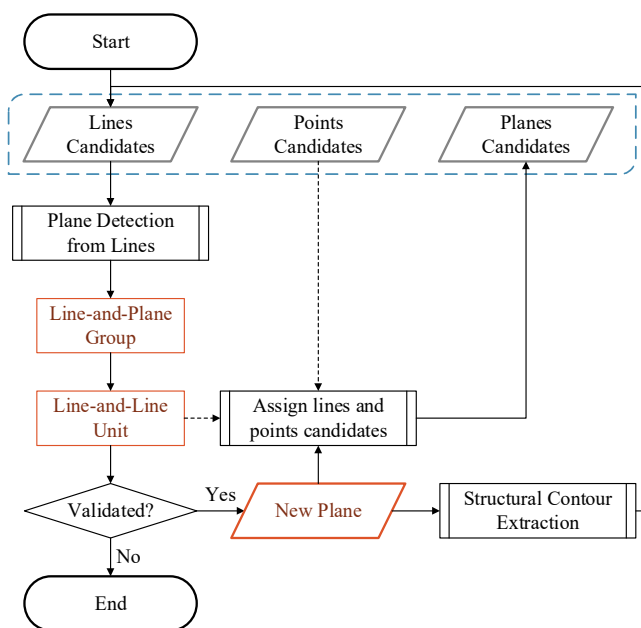 Start
Lines
Candidates
Points
Candidates
Planes
Candidates
Plane Detection
from Lines
Line-and-Plane
Group
Line-and-Line
Unit
Assign lines and
points candidates
Validated?
Yes
New Plane
Structural Contour
Extraction
No
End